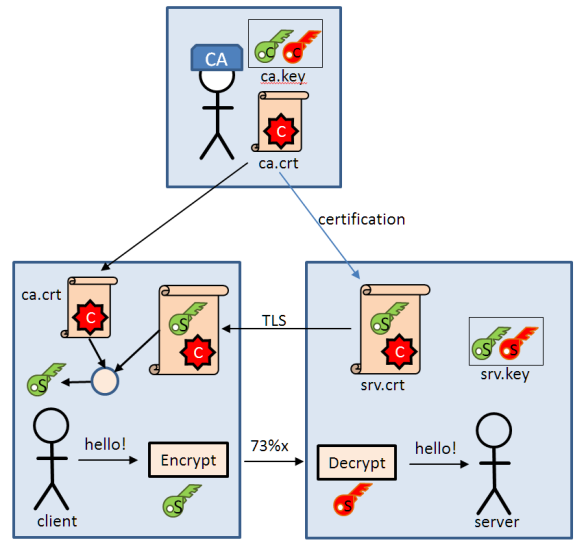 CA
C C
ca.key
C
ca.crt
certification
ca.crt
C
S
C
TLS
S
C
srv.crt
S S
srv.key
S
hello!
Encrypt
73%x
Decrypt
hello!
S
S
client
server